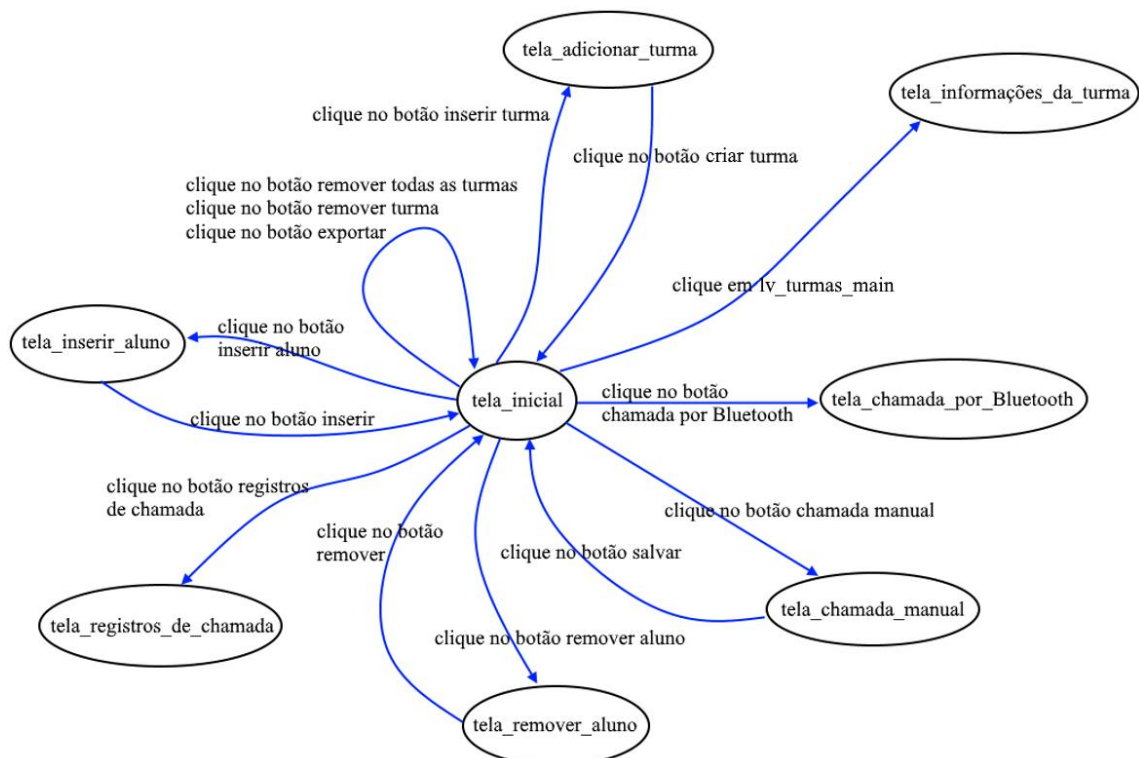 tela_adicionar_turma
tela_informações_da_turma
clique no botão inserir turma
clique no botão criar turma
clique no botão remover todas as turmas
clique no botão remover turma
clique no botão exportar
clique em lv_turmas_main
tela_inserir_aluno
clique no botão
inserir aluno
tela_inicial
clique no botão
chamada por Bluetooth
tela_chamada_por_Bluetooth
clique no botão inserir
clique no botão registros
de chamada
clique no botão
remover
clique no botão salvar
clique no botão chamada manual
tela_registros_de_chamada
tela_chamada_manual
clique no botão remover aluno
tela_remover_aluno